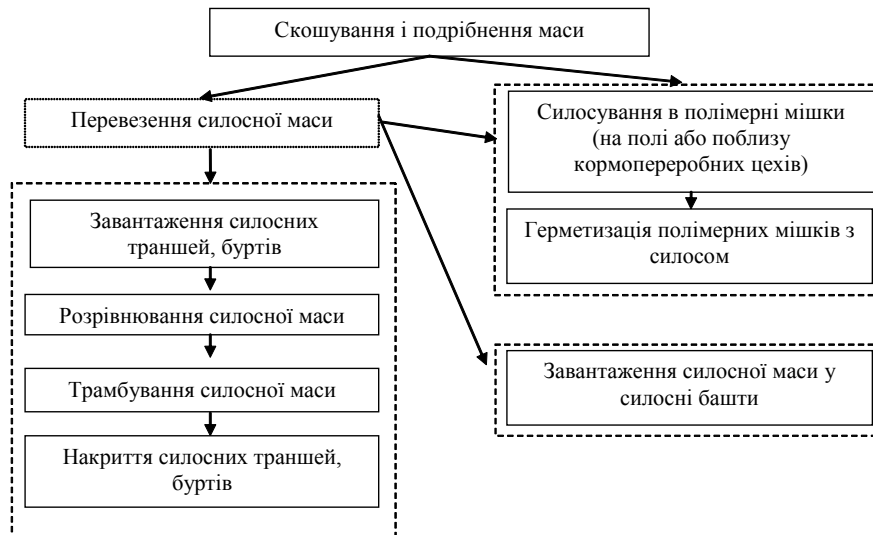 Скошування і подрібнення маси
Перевезення силосної маси
Силосування в полімерні мішки
(на полі або поблизу
кормопереробних цехів)
Герметизація полімерних мішків з
силосом
Завантаження силосних
траншей, буртів
Розрівнювання силосної маси
Трамбування силосної маси
Накриття силосних траншей,
буртів
Завантаження силосної маси у
силосні башти